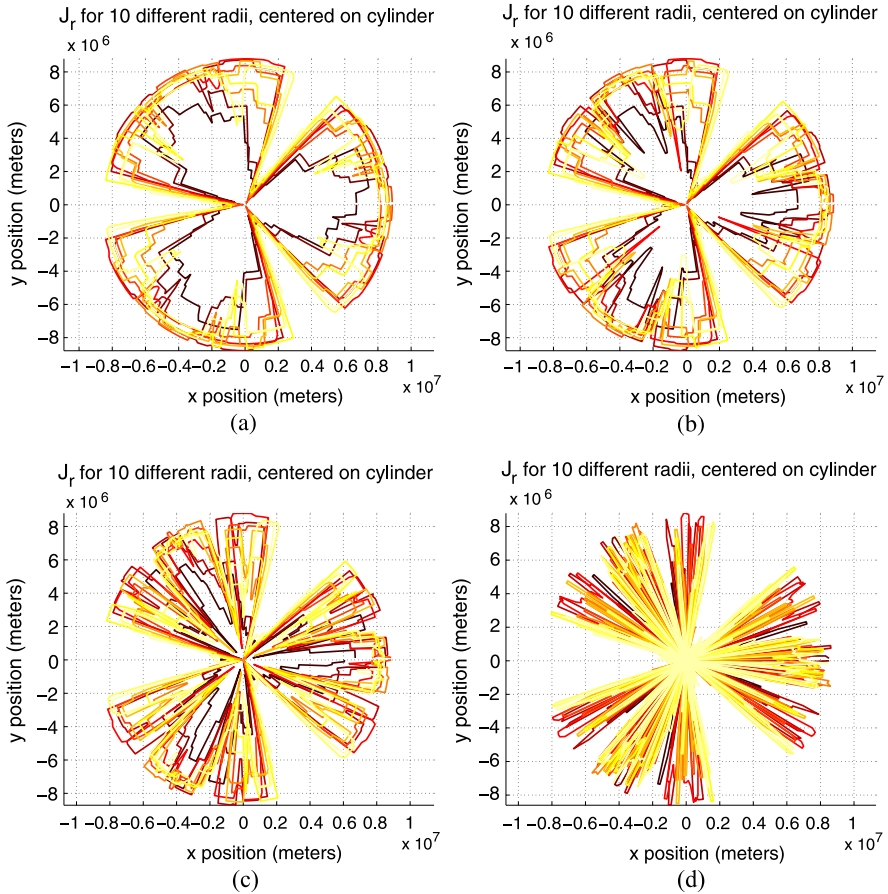 J_r for 10 different radii, centered on cylinder
x 10 6
8
6
4
2
0
−2
−4
−6
−8
y position (meters)
−1 −0.8 −0.6 −0.4 −0.2 0 0.2 0.4 0.6 0.8 1
x 10 7
x position (meters)
(a)
J_r for 10 different radii, centered on cylinder
x 10 6
8
6
4
2
0
−2
−4
−6
−8
y position (meters)
−1 −0.8 −0.6 −0.4 −0.2 0 0.2 0.4 0.6 0.8 1
x 10 7
x position (meters)
(b)
J_r for 10 different radii, centered on cylinder
x 10 6
8
6
4
2
0
−2
−4
−6
−8
y position (meters)
−1 −0.8 −0.6 −0.4 −0.2 0 0.2 0.4 0.6 0.8 1
x 10 7
x position (meters)
(c)
J_r for 10 different radii, centered on cylinder
x 10 6
8
6
4
2
0
−2
−4
−6
−8
y position (meters)
−1 −0.8 −0.6 −0.4 −0.2 0 0.2 0.4 0.6 0.8 1
x 10 7
x position (meters)
(d)